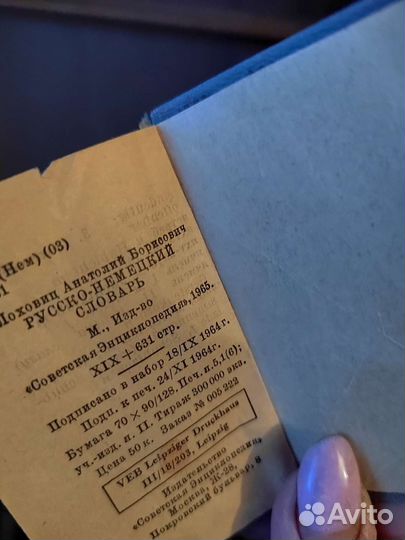 (Нем) (03)
Лоховиц Анатолий Борисович
РУССКО-НЕМЕЦКИЙ
СЛОВАРЬ
М., Изд-во
«Советская Энциклопедия», 1965.
XIX + 631 стр.
Подписано в набор 18/IX 1964 г.
Подп. к печ. 24/XI 1964г.
Бумага 70 × 90/128. Печ. л. 5,1(6);
уч.-изд. л. 11. Тираж 300 000 экз.
Цена 50 к. Заказ № 005 222
VEB Leipziger Druckhaus
III/18/203, Leipzig
Издательство
«Советская Энциклопедия»
Москва, Ж-28,
Покровский бульвар, 8
Avito